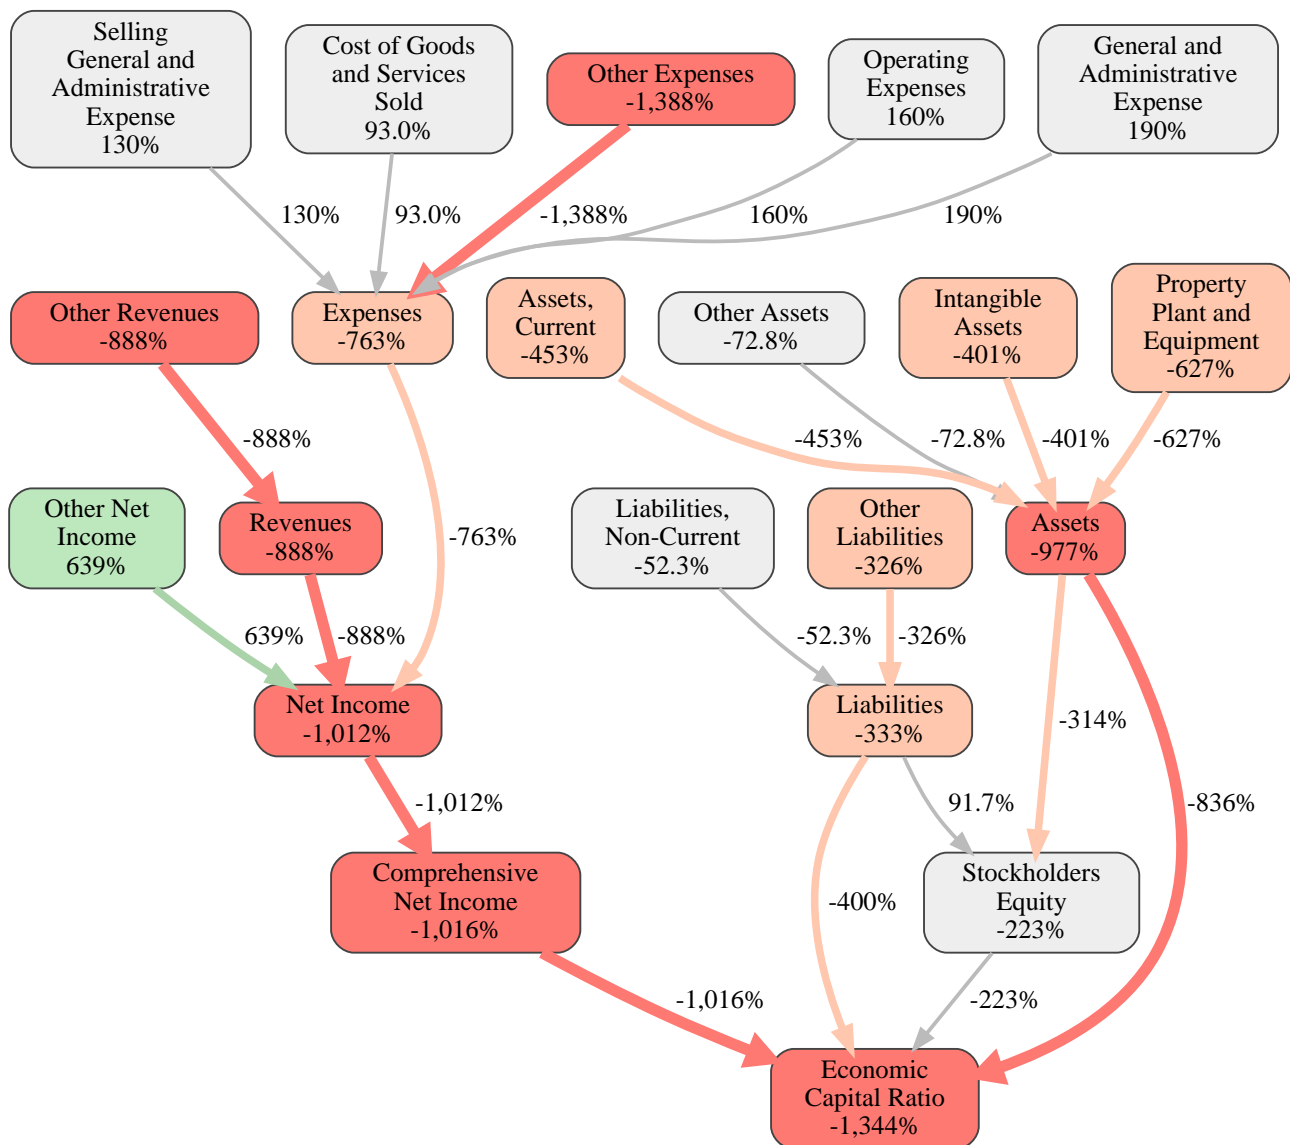 Selling
General and
Administrative
Expense
130%
Cost of Goods
and Services
Sold
93.0%
Other Expenses
-1,388%
Operating
Expenses
160%
General and
Administrative
Expense
190%
130%
93.0%
-1,388%
160%
190%
Other Revenues
-888%
Expenses
-763%
Assets,
Current
-453%
Other Assets
-72.8%
Intangible
Assets
-401%
Property
Plant and
Equipment
-627%
-888%
-453%
-72.8%
-401%
-627%
Other Net
Income
639%
Revenues
-888%
-763%
Liabilities,
Non-Current
-52.3%
Other
Liabilities
-326%
Assets
-977%
639%
-888%
-52.3%
-326%
Net Income
-1,012%
Liabilities
-333%
-314%
-1,012%
91.7%
-836%
Comprehensive
Net Income
-1,016%
-400%
Stockholders
Equity
-223%
-1,016%
-223%
Economic
Capital Ratio
-1,344%